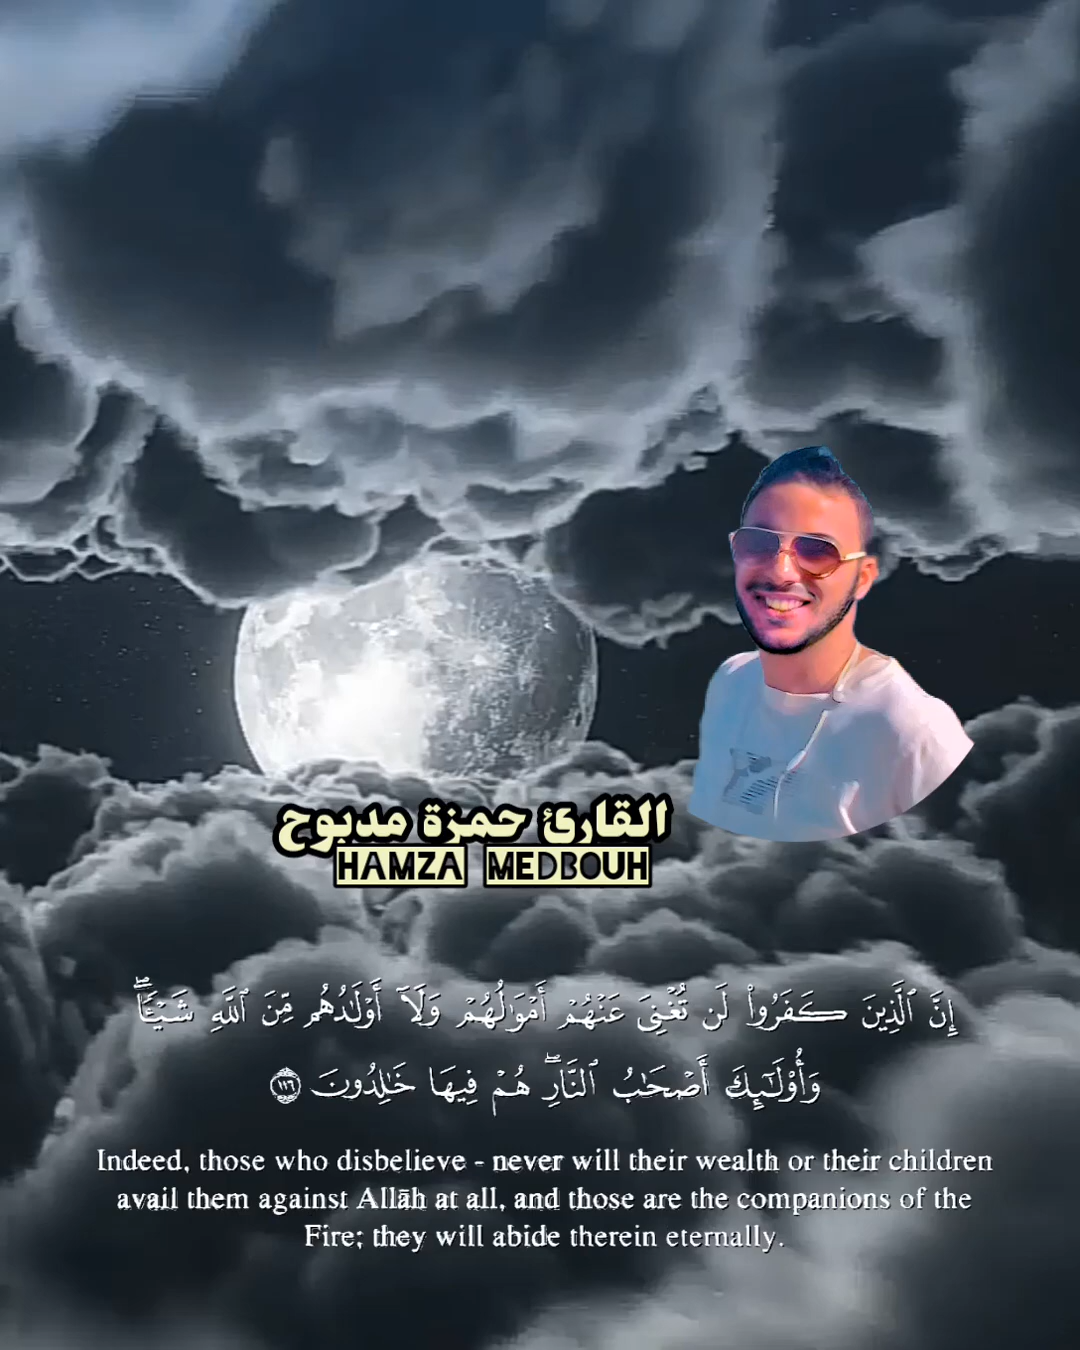 القارئ حمزة مدبوح
HAMZA MEDBOUH
إِنَّ ٱلَّذِينَ كَفَرُوا۟ لَن تُغْنِىَ عَنْهُمْ أَمْوَٰلُهُمْ وَلَآ أَوْلَـٰدُهُم مِّنَ ٱللَّهِ شَيْـًٔا ۖ
وَأُو۟لَـٰٓئِكَ أَصْحَـٰبُ ٱلنَّارِ ۖ هُمْ فِيهَا خَـٰلِدُونَ ١١٦
Indeed, those who disbelieve - never will their wealth or their children
avail them against Allāh at all, and those are the companions of the
Fire; they will abide therein eternally.